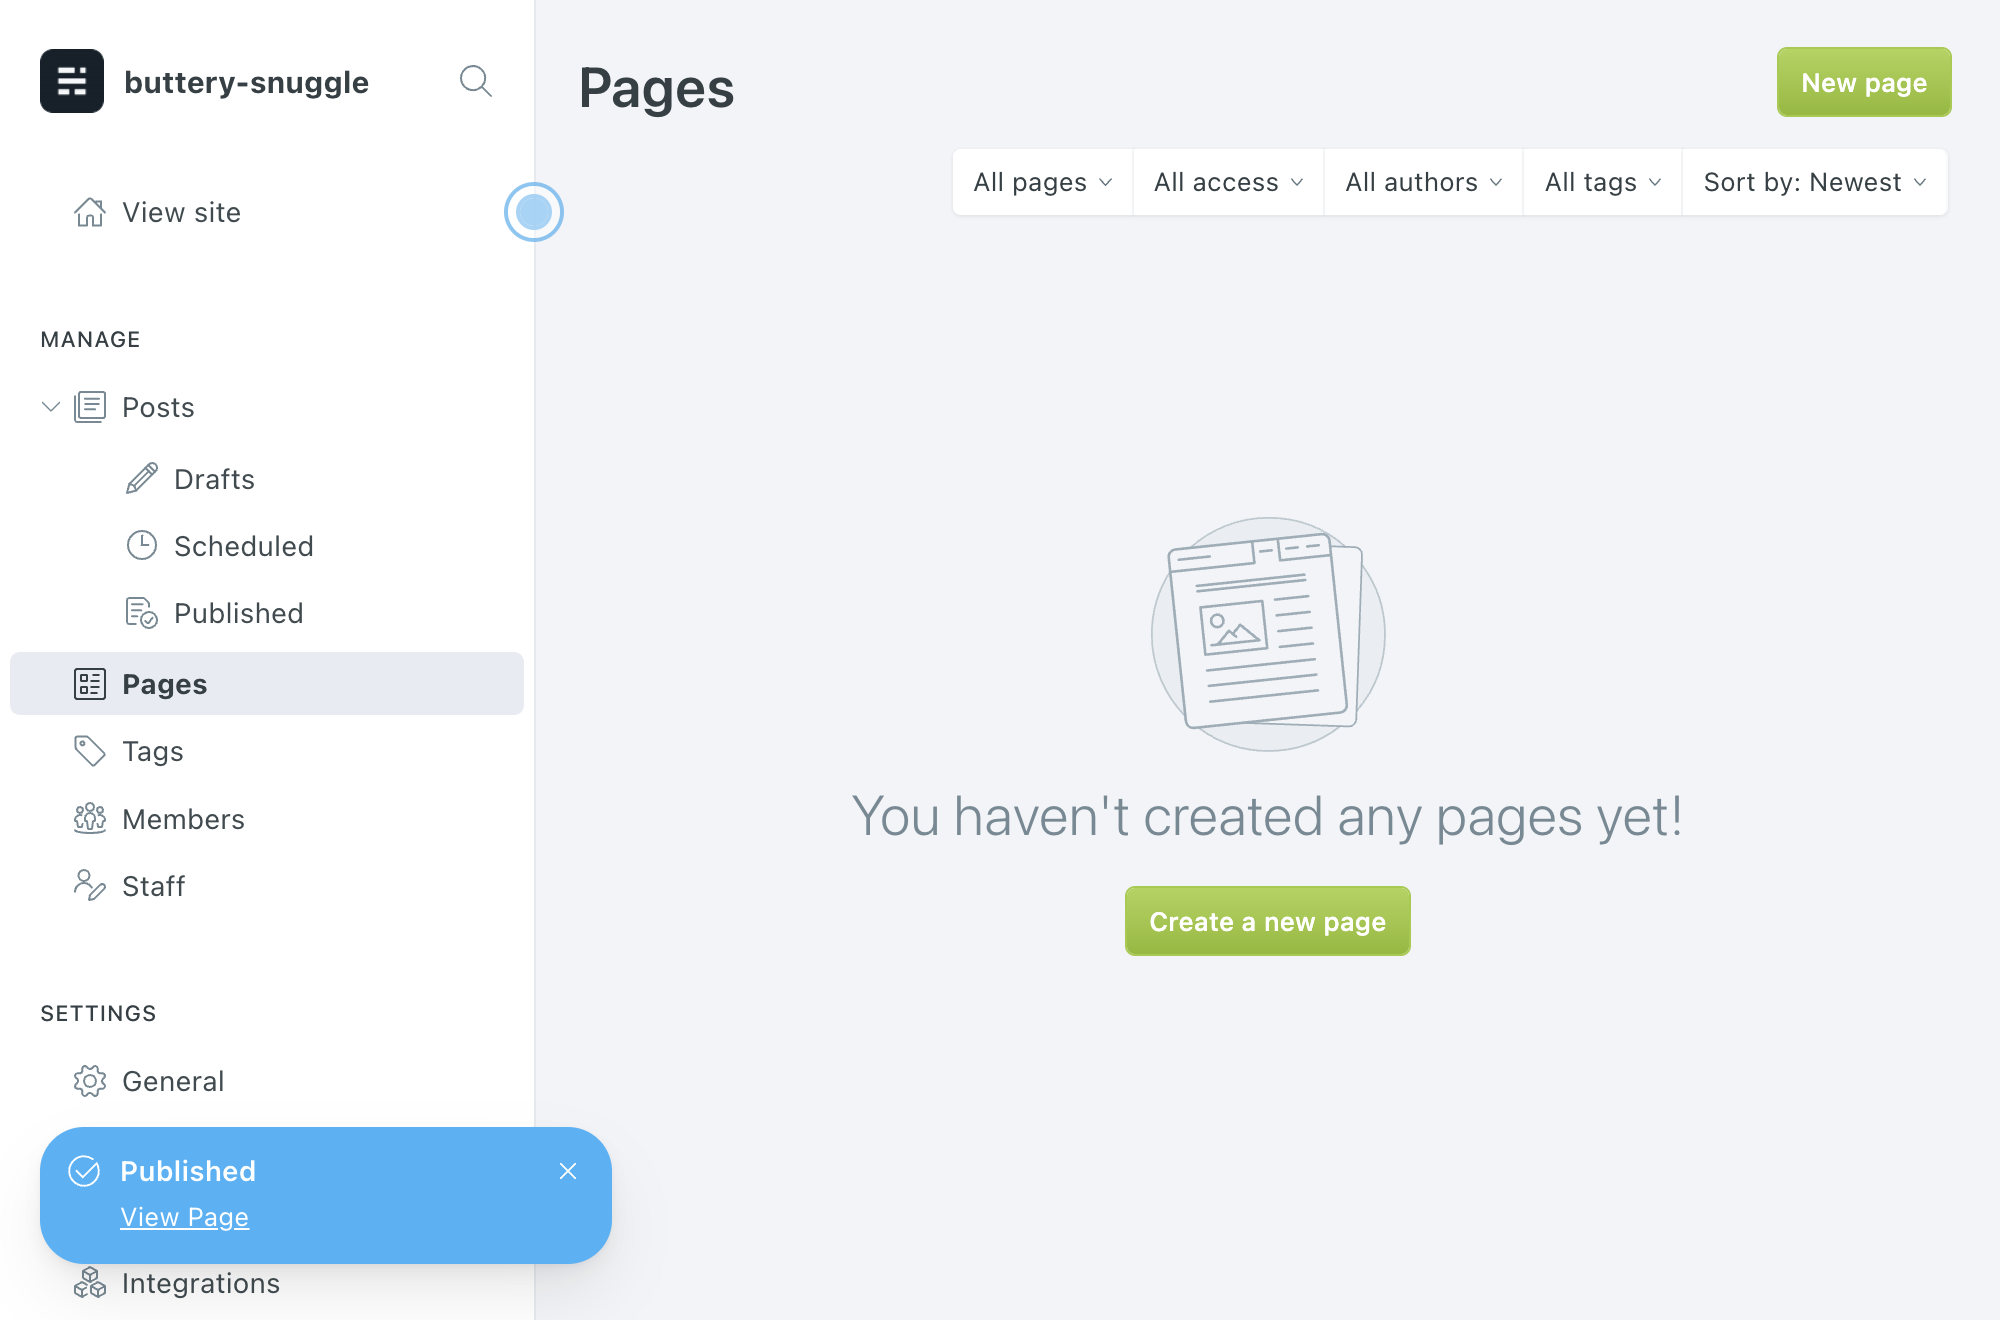 buttery-snuggle
View site
MANAGE
Posts
Drafts
Scheduled
Published
Pages
Tags
Members
Staff
SETTINGS
General
Published
View Page
Integrations
Pages
New page
All pages
All access
All authors
All tags
Sort by: Newest
You haven't created any pages yet!
Create a new page